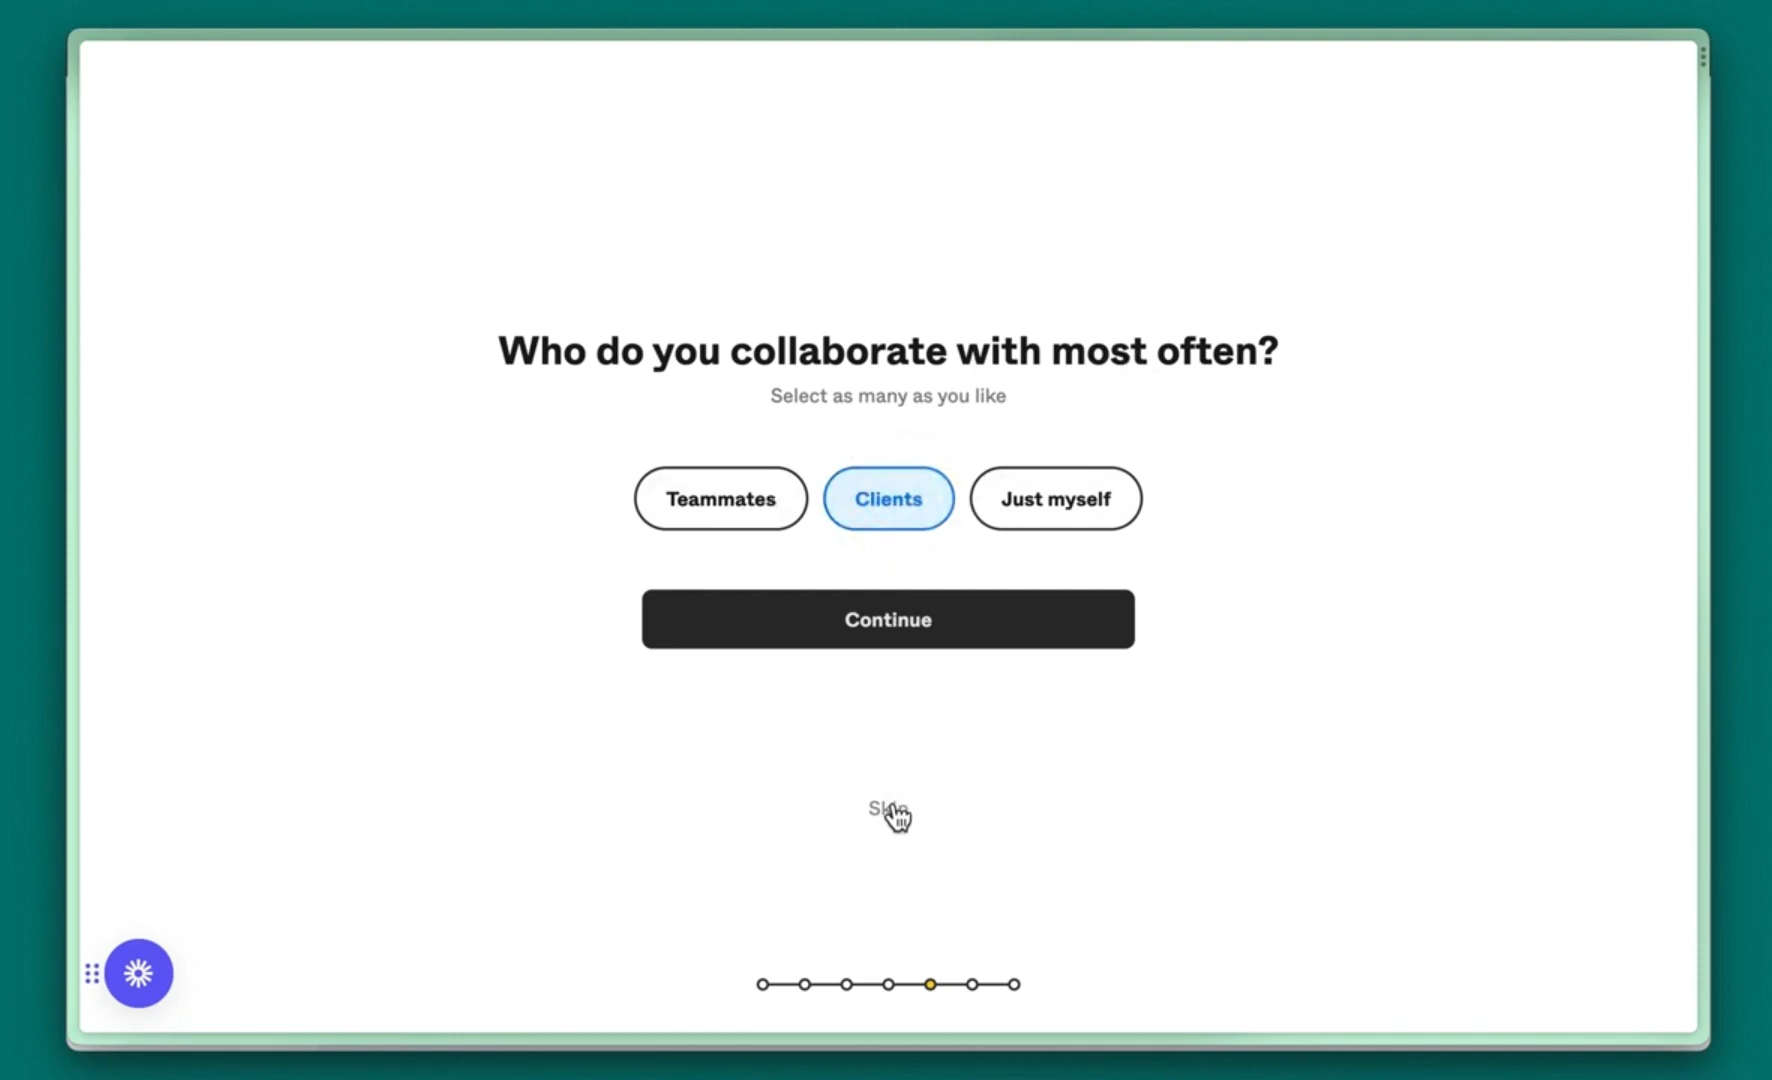 Who do you collaborate with most often?
Select as many as you like
Teammates
Clients
Just myself
Continue